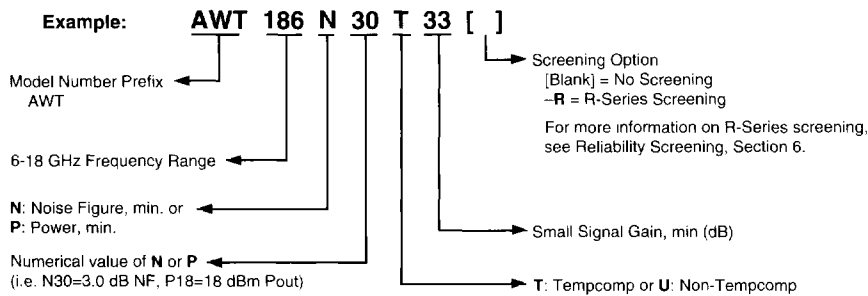 Example: AWT 186 N 30 T 33 [ ]
Model Number Prefix
AWT
6-18 GHz Frequency Range
N: Noise Figure, min. or
P: Power, min.
Numerical value of N or P
(i.e. N30=3.0 dB NF, P18=18 dBm Pout)
Screening Option
[Blank] = No Screening
–R = R-Series Screening
For more information on R-Series screening,
see Reliability Screening, Section 6.
Small Signal Gain, min (dB)
T: Tempcomp or U: Non-Tempcomp